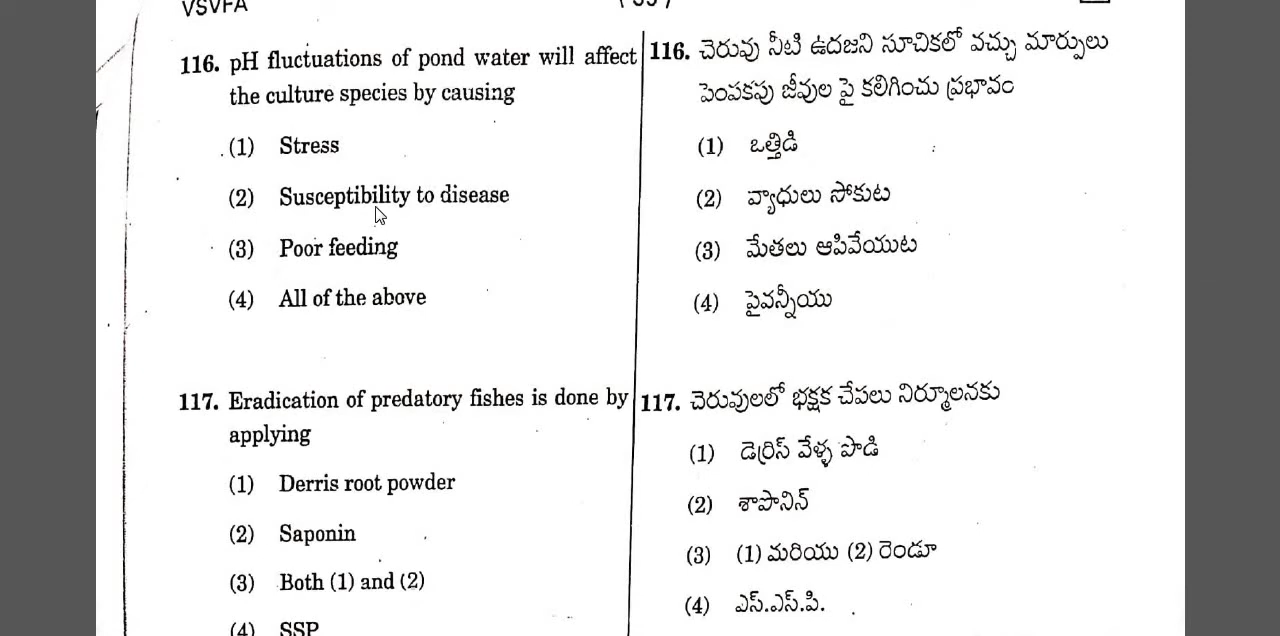 VSVFA
116. pH fluctuations of pond water will affect
the culture species by causing
(1) Stress
(2) Susceptibility to disease
(3) Poor feeding
(4) All of the above
117. Eradication of predatory fishes is done by
applying
(1) Derris root powder
(2) Saponin
(3) Both (1) and (2)
(4) SSP
116. చెరువు నీటి ఉదజని సూచికలో వచ్చు మార్పులు
పెంపకపు జీవుల పై కలిగించు ప్రభావం
(1) ఒత్తిడి
(2) వ్యాధులు సోకుట
(3) మేతలు ఆపివేయుట
(4) పైవన్నీయు
117. చెరువులలో భక్షక చేపలు నిర్మూలనకు
(1) డెర్రిస్ వేళ్ళ పొడి
(2) శాపొనిన్
(3) (1) మరియు (2) రెండూ
(4) ఎస్.ఎస్.పి.